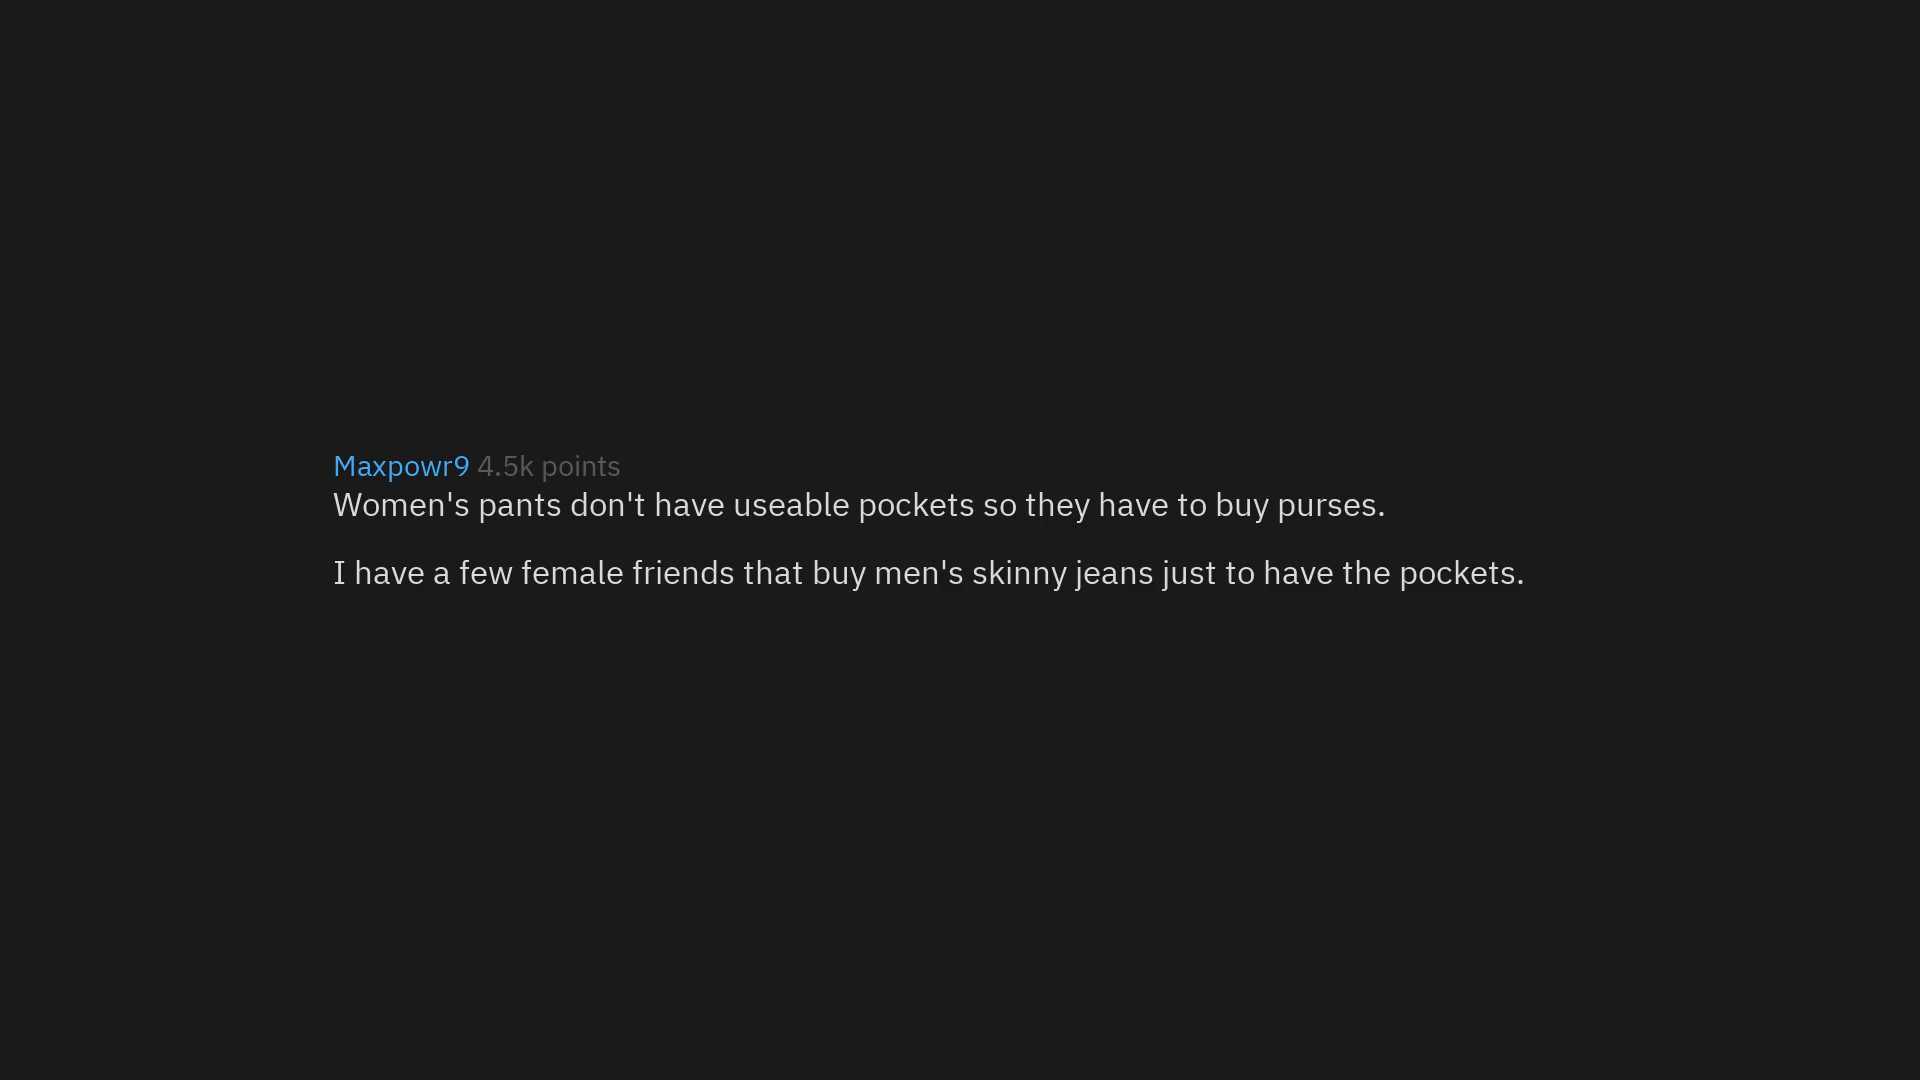 Maxpowr9 4.5k points
Women's pants don't have useable pockets so they have to buy purses.
I have a few female friends that buy men's skinny jeans just to have the pockets.